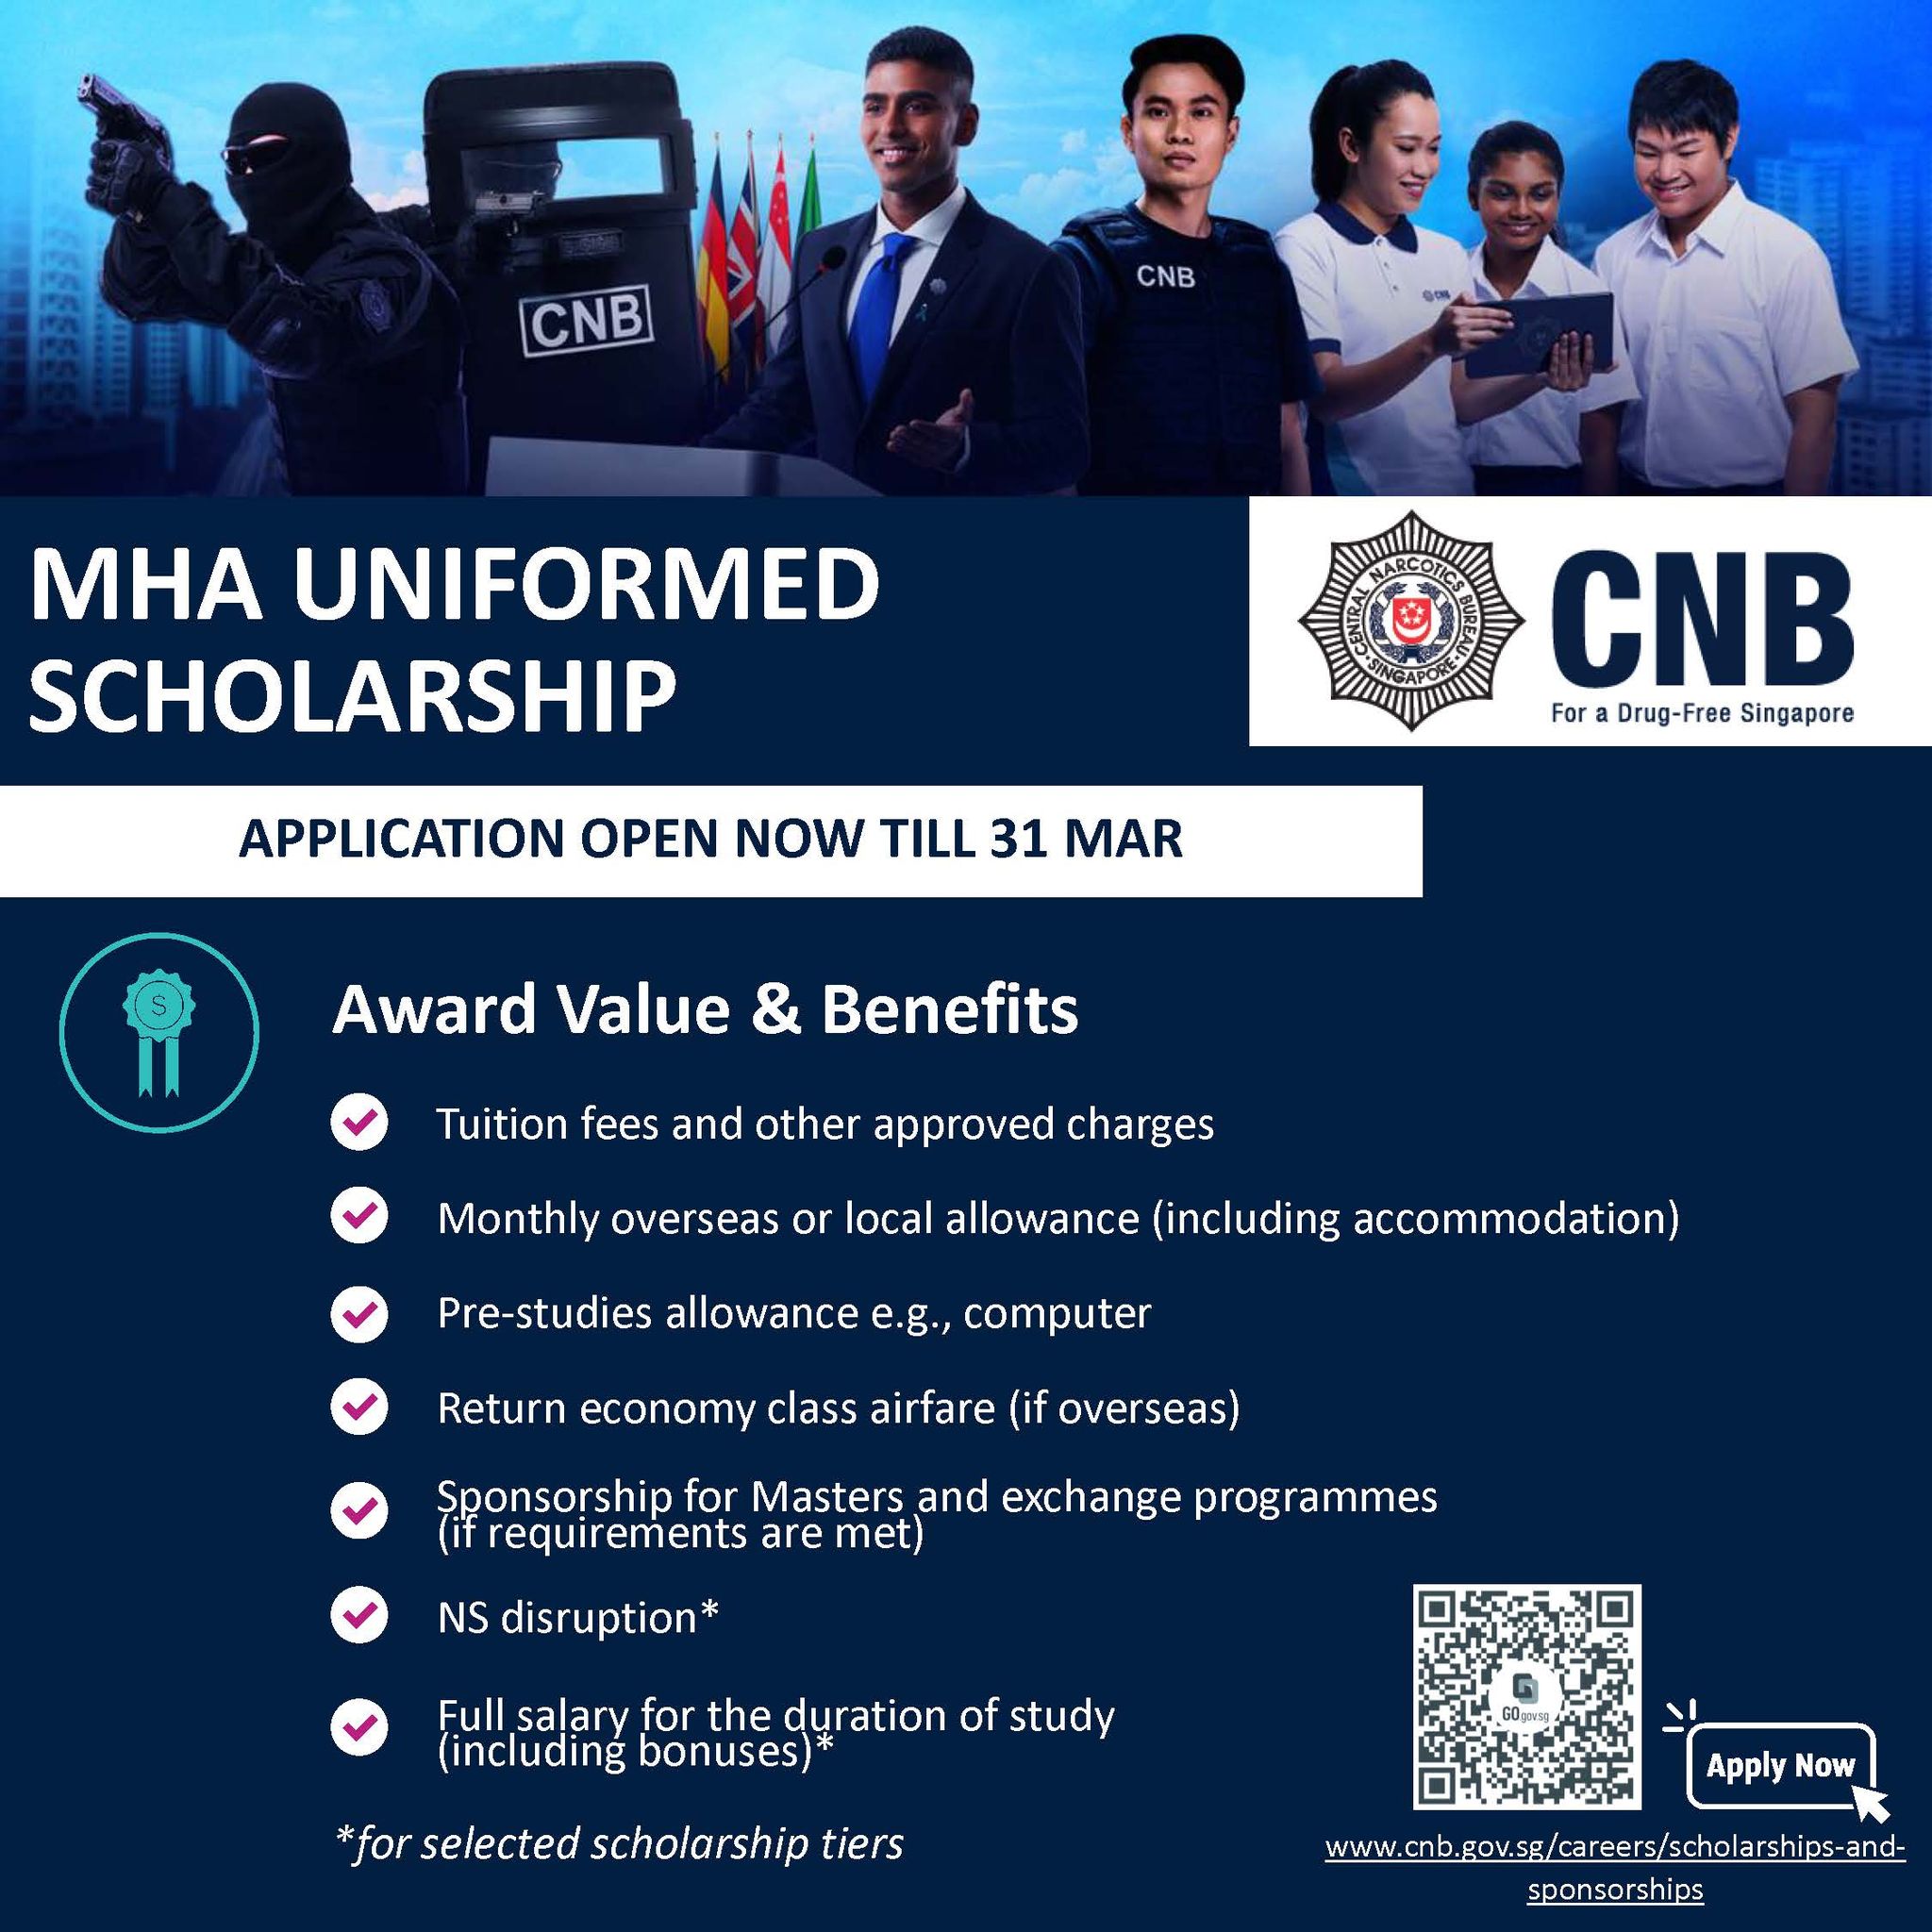 CNB
CNB
CNB
MHA UNIFORMED
SCHOLARSHIP
CENTRAL NARCOTICS BUREAU
SINGAPORE
CNB
For a Drug-Free Singapore
APPLICATION OPEN NOW TILL 31 MAR
$
Award Value & Benefits
Tuition fees and other approved charges
Monthly overseas or local allowance (including accommodation)
Pre-studies allowance e.g., computer
Return economy class airfare (if overseas)
Sponsorship for Masters and exchange programmes
(if requirements are met)
NS disruption*
Full salary for the duration of study
(including bonuses)*
*for selected scholarship tiers
GOgov.sg
Apply Now
www.cnb.gov.sg/careers/scholarships-and-
sponsorships